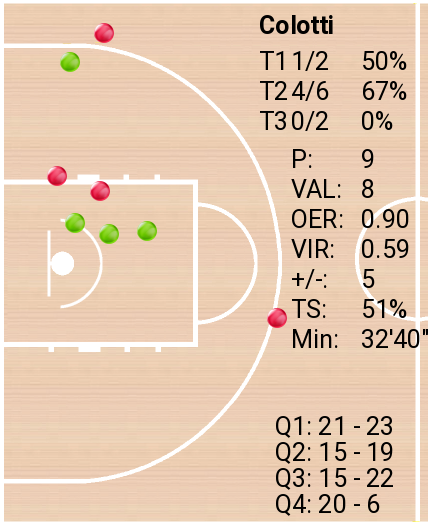 Colotti
T1 1/2 50%
T2 4/6 67%
T3 0/2 0%
P: 9
VAL: 8
OER: 0.90
VIR: 0.59
+/-: 5
TS: 51%
Min: 32'40"
Q1: 21 - 23
Q2: 15 - 19
Q3: 15 - 22
Q4: 20 - 6